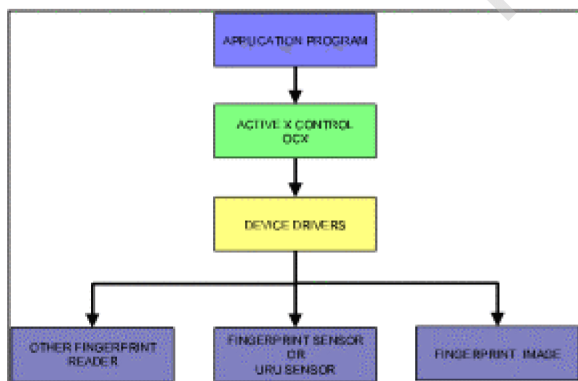 APPLICATION PROGRAM
ACTIVE X CONTROL
OCX
DEVICE DRIVERS
OTHER FINGERPRINT
READER
FINGERPRINT SENSOR
OR
URU SENSOR
FINGERPRINT IMAGE